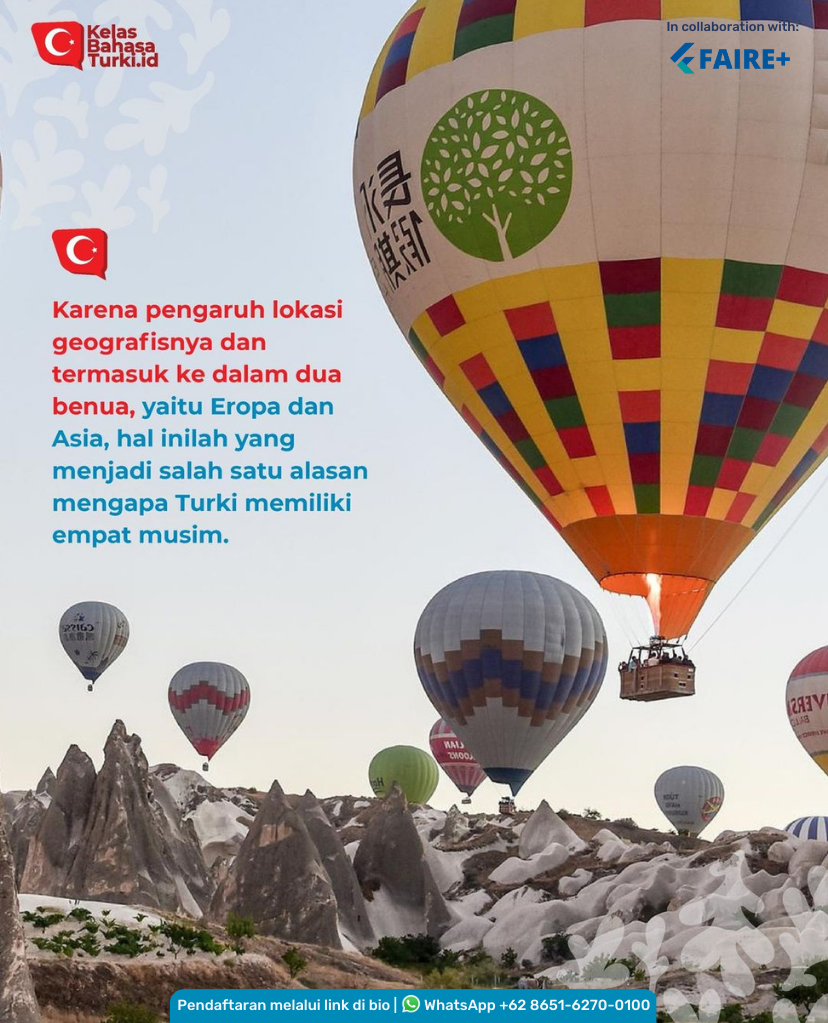 Kelas
Bahasa
Turki.id
In collaboration with:
FAIRE+
Karena pengaruh lokasi
geografisnya dan
termasuk ke dalam dua
benua, yaitu Eropa dan
Asia, hal inilah yang
menjadi salah satu alasan
mengapa Turki memiliki
empat musim.
Pendaftaran melalui link di bio | WhatsApp +62 8651-6270-0100